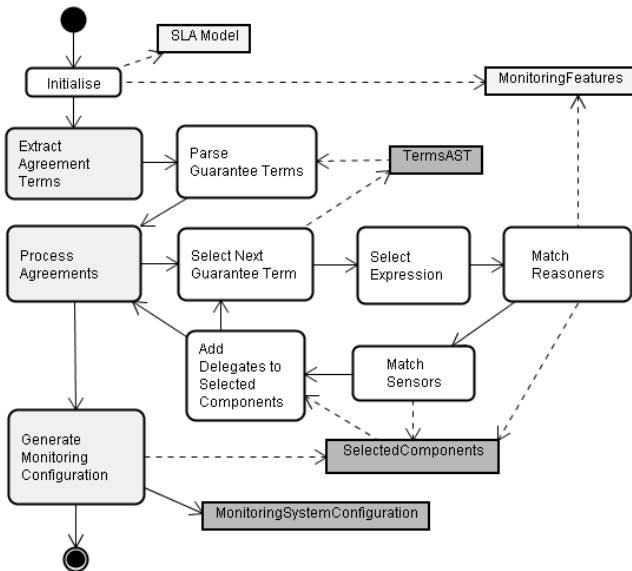 SLA Model
Initialise
MonitoringFeatures
Extract
Agreement
Terms
Parse
Guarantee Terms
TermsAST
Process
Agreements
Select Next
Guarantee Term
Select
Expression
Match
Reasoners
Add
Delegates to
Selected
Components
Match
Sensors
Generate
Monitoring
Configuration
SelectedComponents
MonitoringSystemConfiguration